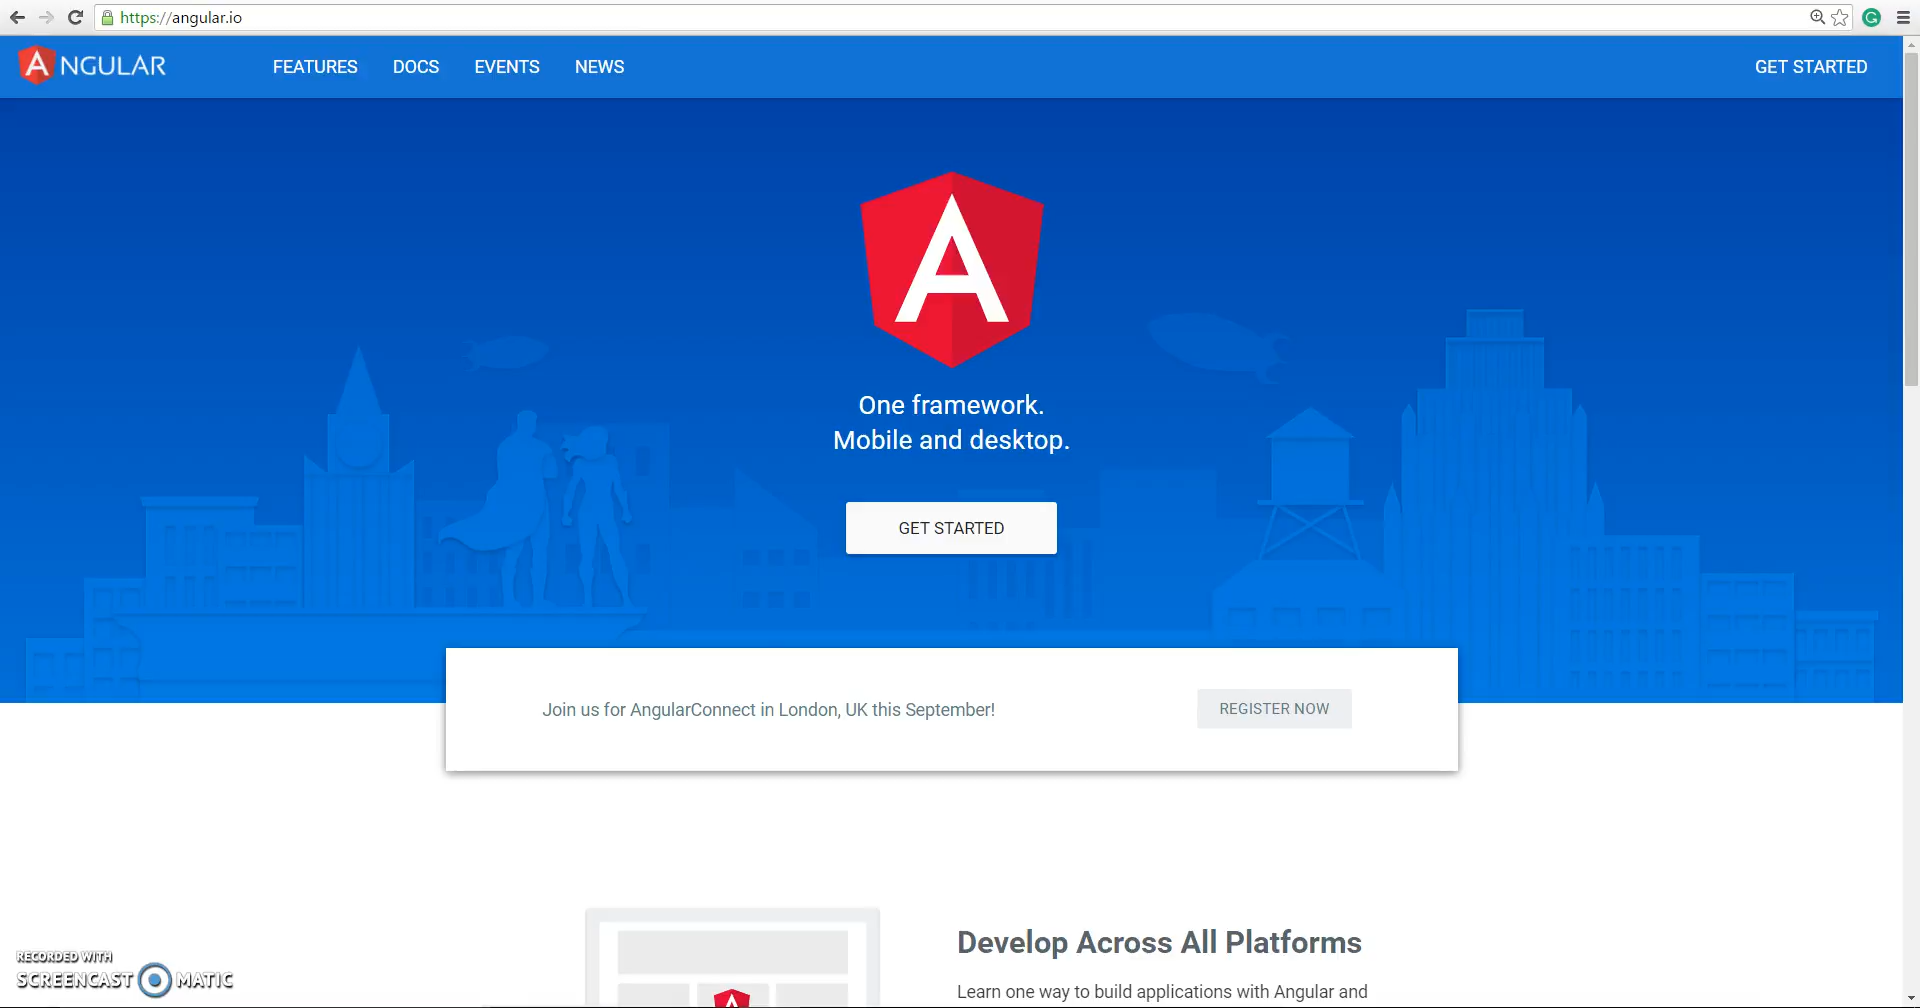 https://angular.io
ANGULAR
FEATURES DOCS EVENTS NEWS GET STARTED
A
One framework.
Mobile and desktop.
GET STARTED
Join us for AngularConnect in London, UK this September!
REGISTER NOW
Develop Across All Platforms
Learn one way to build applications with Angular and
RECORDED WITH
SCREENCAST MATIC